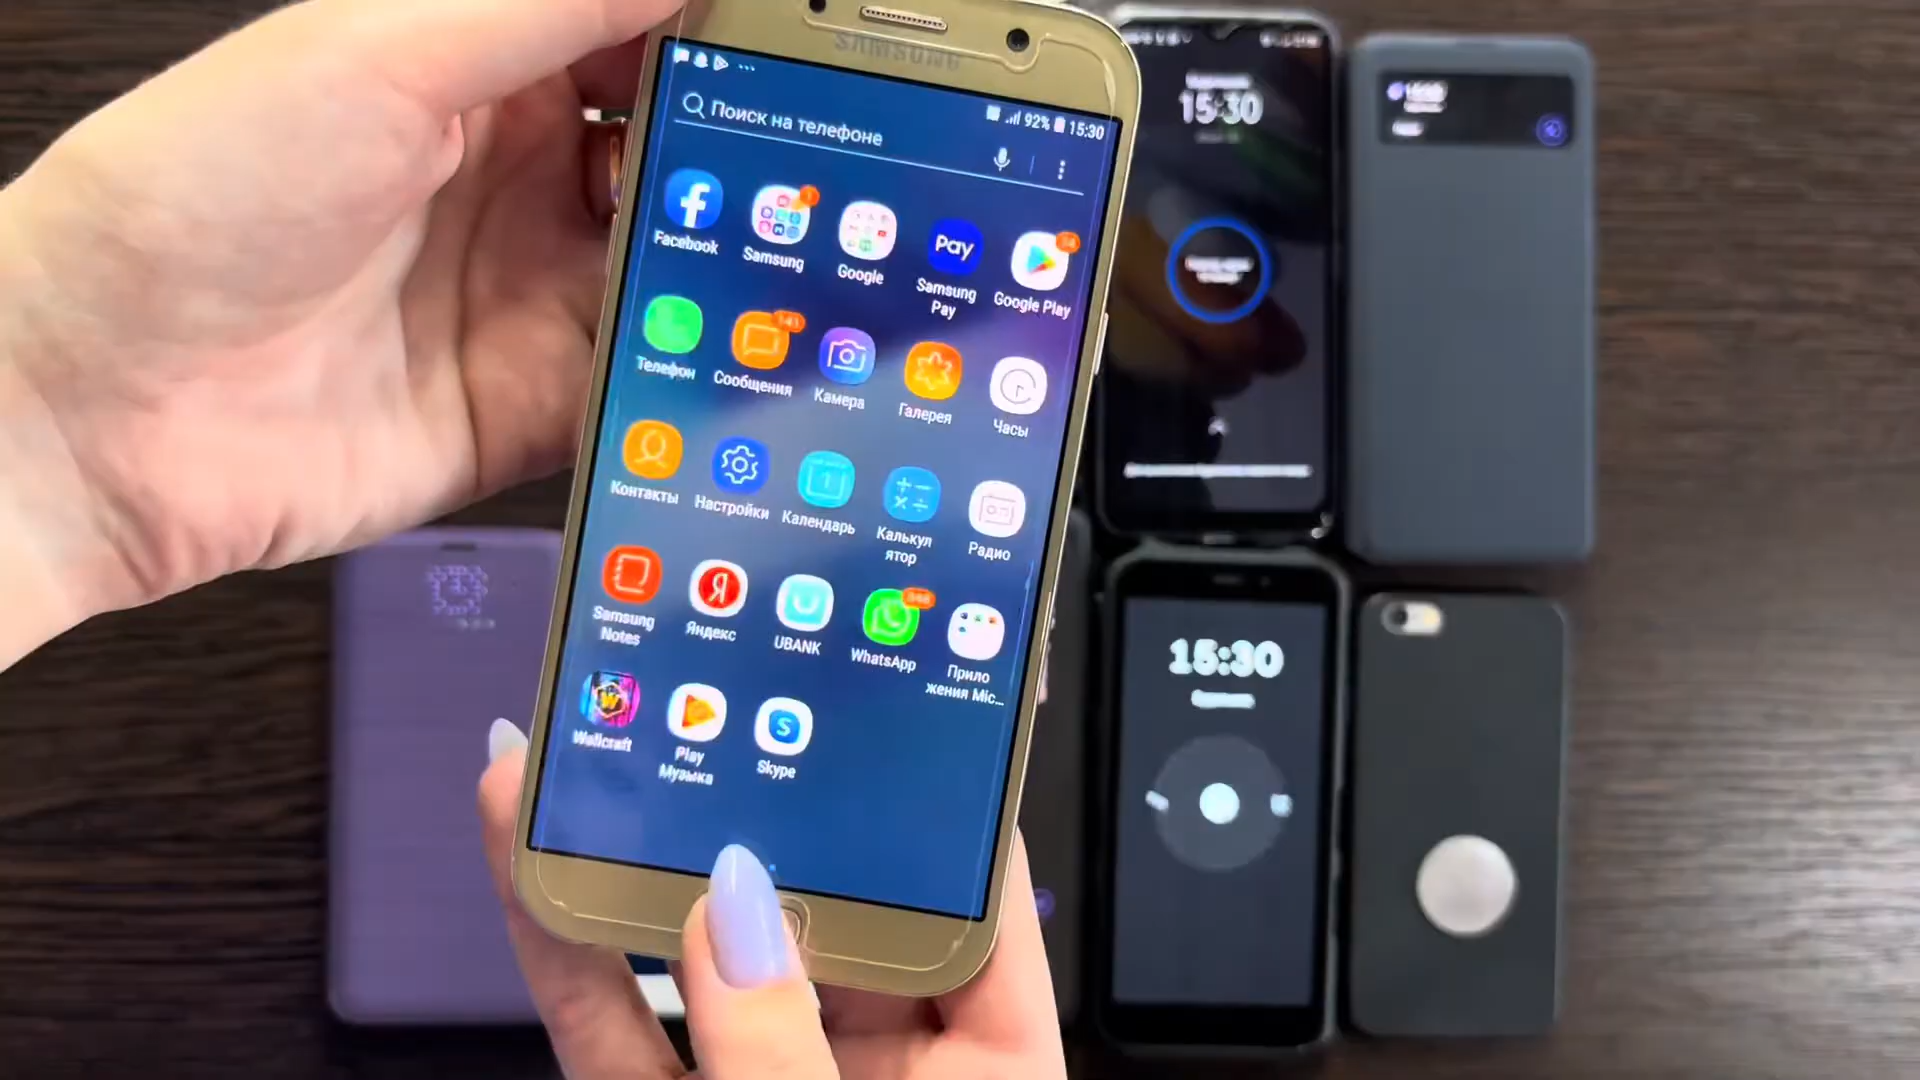 SAMSUNG
92% 15:30
Поиск на телефоне
Facebook
Samsung
Google
Pay
Samsung
Pay
Google Play
Телефон
Сообщения
Камера
Галерея
Часы
Контакты
Настройки
Календарь
Калькул
ятор
Радио
Samsung
Notes
Я
Яндекс
UBANK
WhatsApp
Прило
жения Mic...
Wallcraft
Play
Музыка
S
Skype
15:30
15:30